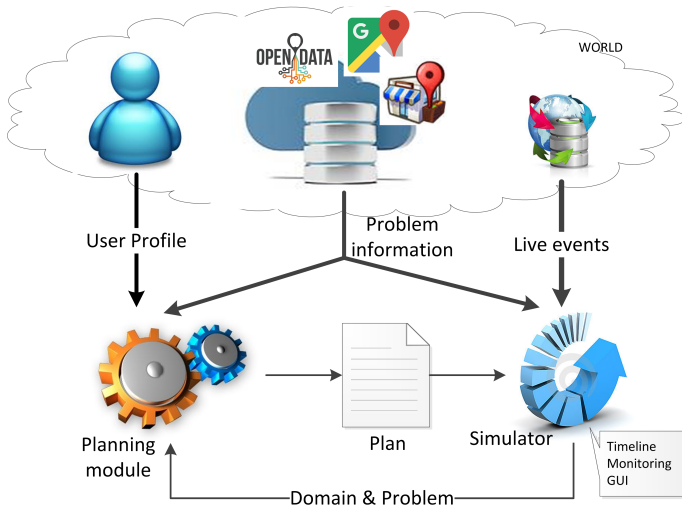 WORLD
OPEN DATA
G
User Profile
Problem
information
Live events
Planning
module
Plan
Simulator
Timeline
Monitoring
GUI
Domain & Problem